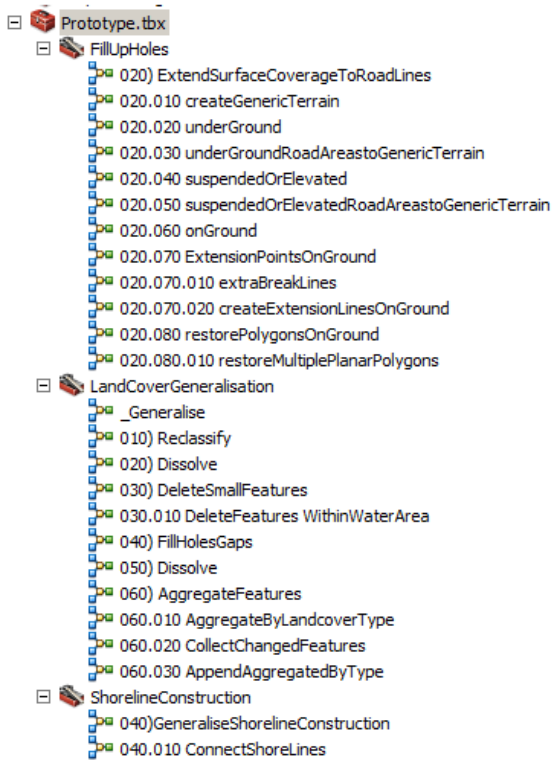 Prototype.tbx
FillUpHoles
020) ExtendSurfaceCoverageToRoadLines
020.010 createGenericTerrain
020.020 underGround
020.030 underGroundRoadAreastoGenericTerrain
020.040 suspendedOrElevated
020.050 suspendedOrElevatedRoadAreastoGenericTerrain
020.060 onGround
020.070 ExtensionPointsOnGround
020.070.010 extraBreakLines
020.070.020 createExtensionLinesOnGround
020.080 restorePolygonsOnGround
020.080.010 restoreMultiplePlanarPolygons
LandCoverGeneralisation
_Generalise
010) Reclassify
020) Dissolve
030) DeleteSmallFeatures
030.010 DeleteFeatures WithinWaterArea
040) FillHolesGaps
050) Dissolve
060) AggregateFeatures
060.010 AggregateByLandcoverType
060.020 CollectChangedFeatures
060.030 AppendAggregatedByType
ShorelineConstruction
040)GeneraliseShorelineConstruction
040.010 ConnectShoreLines